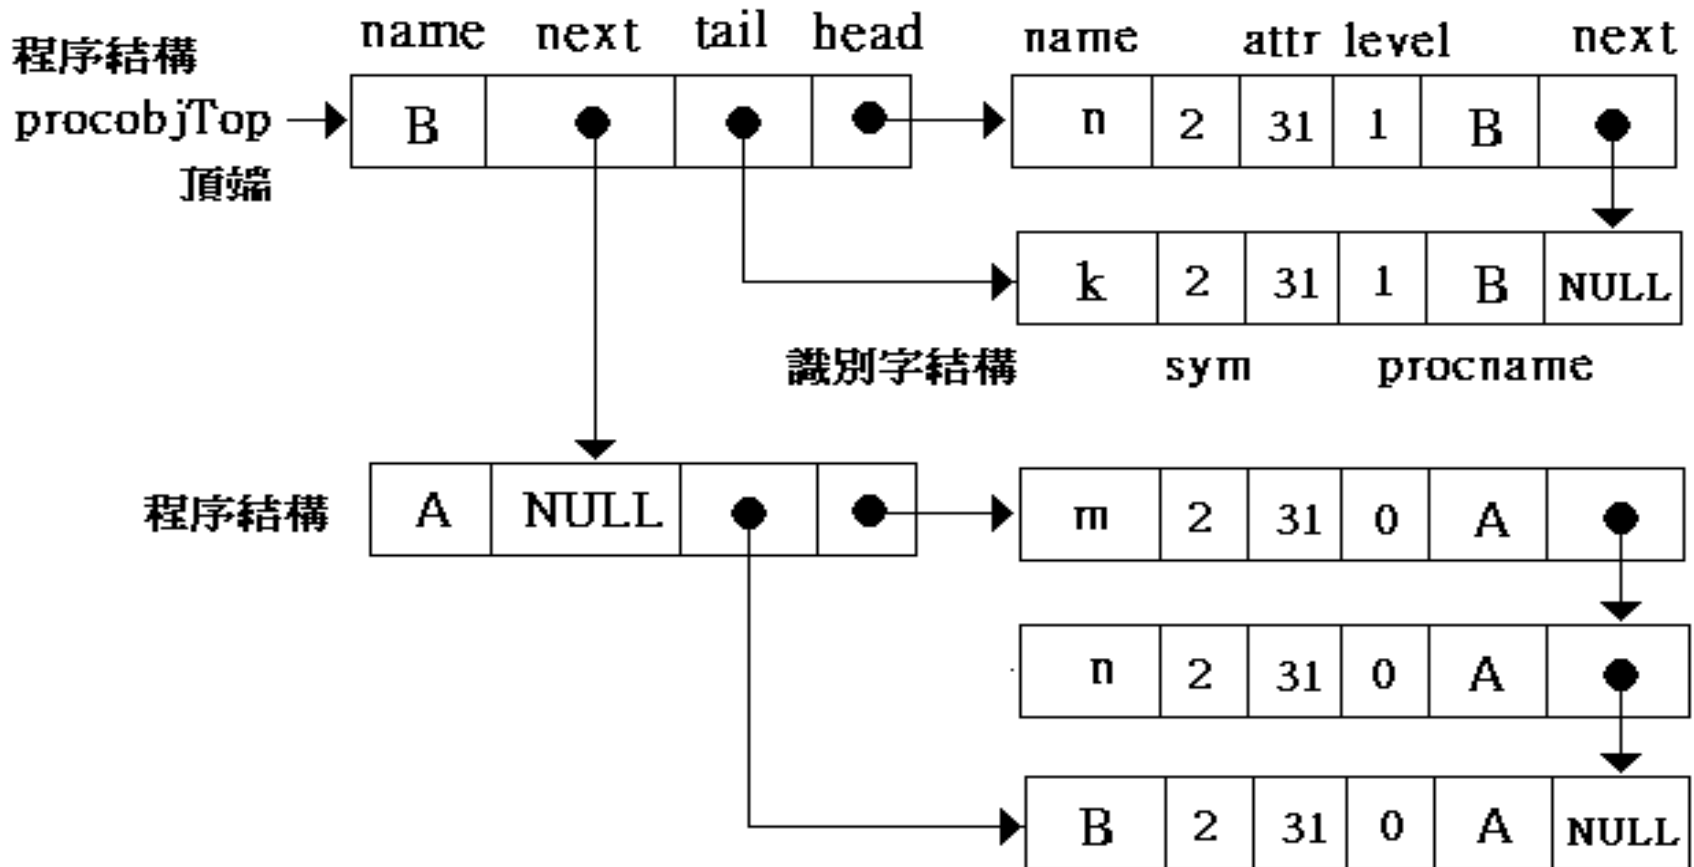 程序結構 name next tail head name attr level next
procobjTop B n 2 31 1 B
頂端
k 2 31 1 B NULL
識別字結構 sym procname
程序結構 A NULL m 2 31 0 A
n 2 31 0 A
B 2 31 0 A NULL